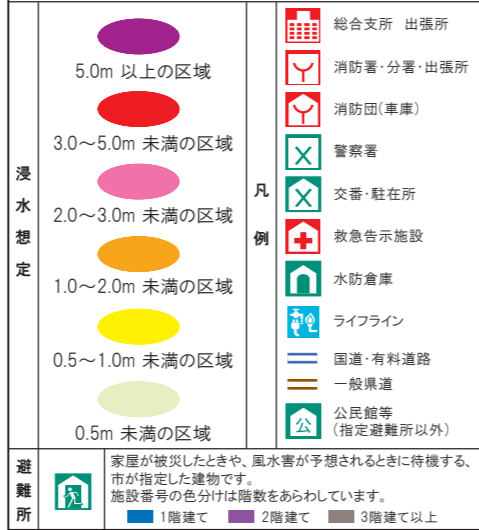 浸水想定
5.0m 以上の区域
3.0～5.0m 未満の区域
2.0～3.0m 未満の区域
1.0～2.0m 未満の区域
0.5～1.0m 未満の区域
0.5m 未満の区域
凡例
総合支所 出張所
消防署・分署・出張所
消防団(車庫)
警察署
交番・駐在所
救急告示施設
水防倉庫
ライフライン
国道・有料道路
一般県道
公
公民館等
(指定避難所以外)
避難所
家屋が被災したときや、風水害が予想されるときに待機する、
市が指定した建物です。
施設番号の色分けは階数をあらわしています。
1階建て 2階建て 3階建て以上